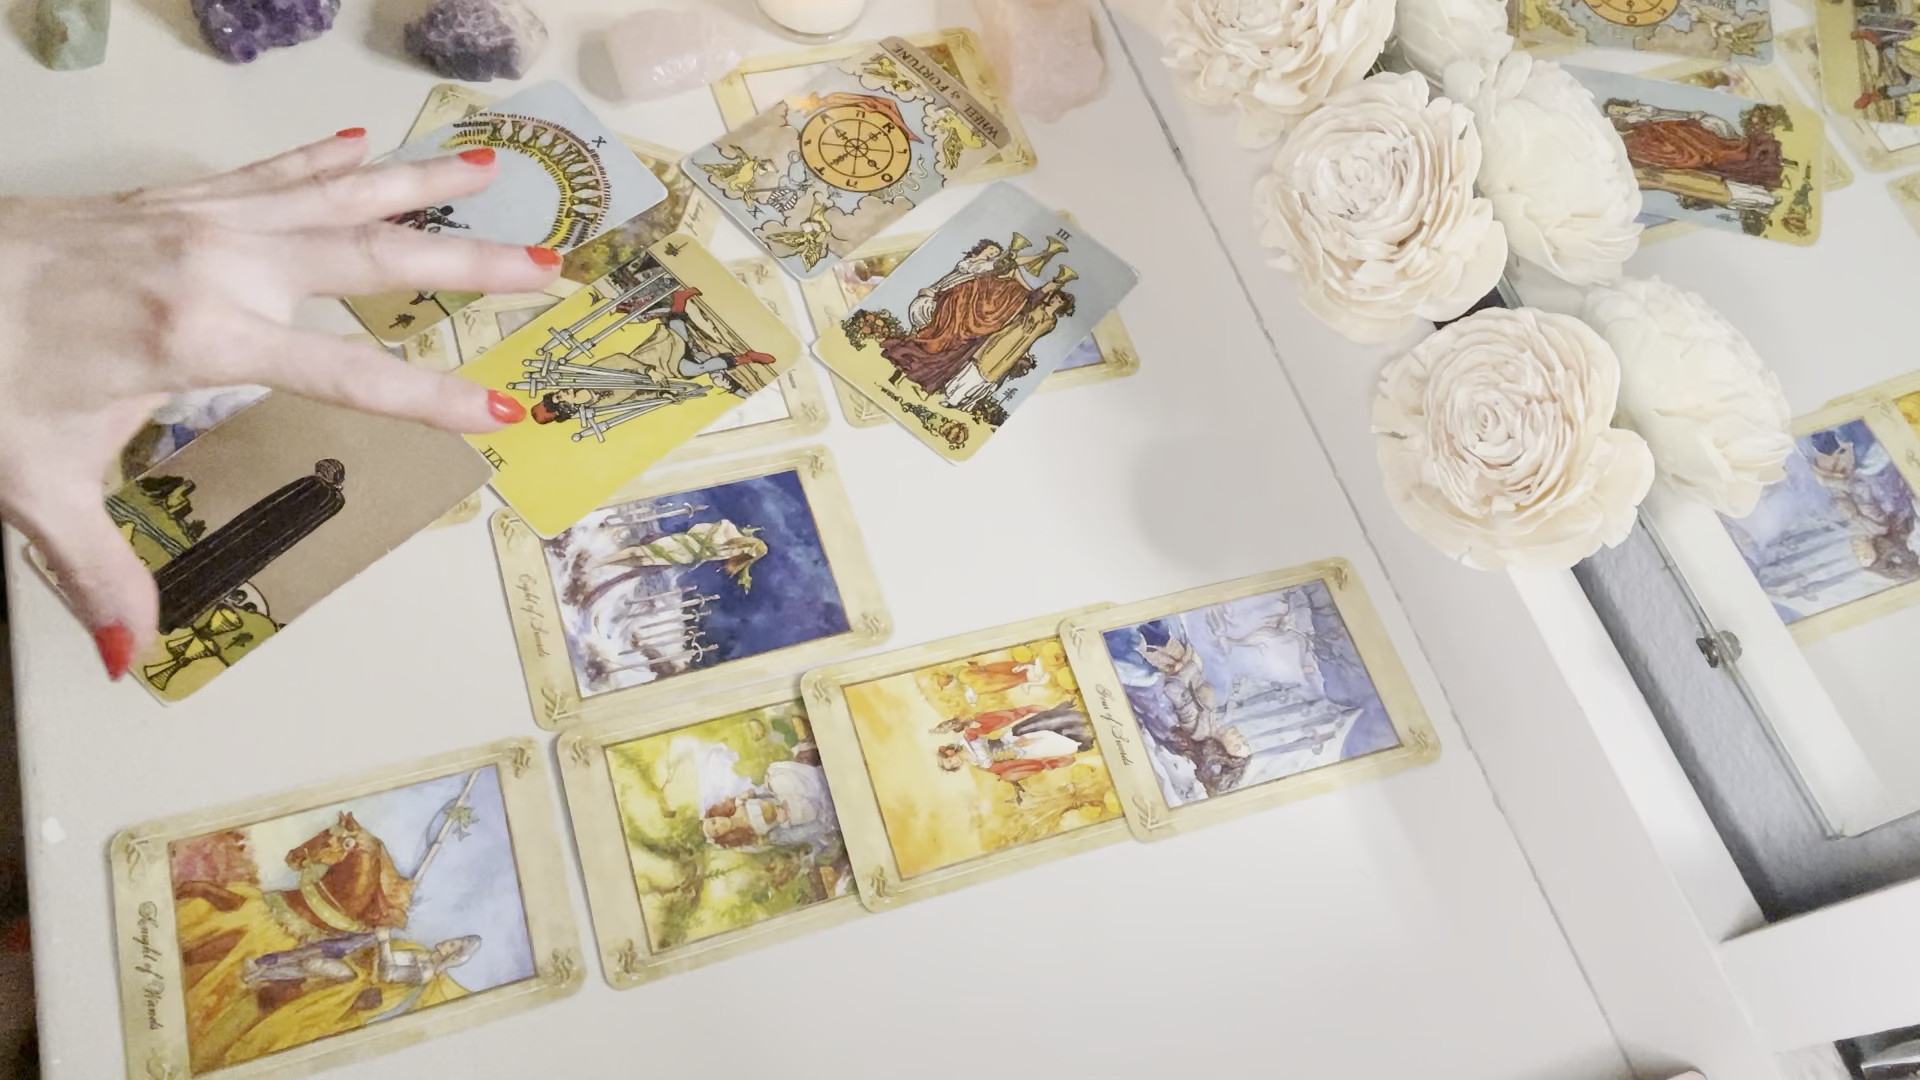 X
WHEEL of FORTUNE
T A R O
X
III
VII
Eight of Swords
Four of Swords
Knight of Wands